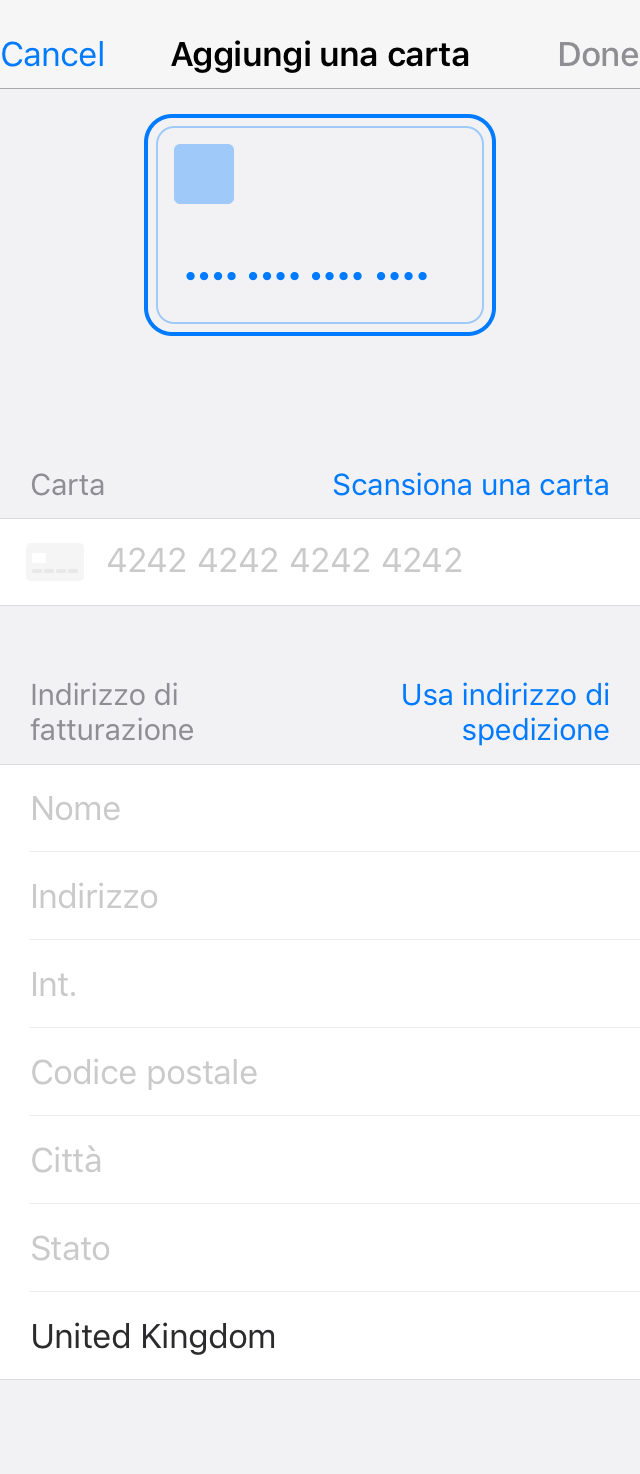 Cancel
Aggiungi una carta
Done
•••• •••• •••• ••••
Carta
Scansiona una carta
4242 4242 4242 4242
Indirizzo di
fatturazione
Usa indirizzo di
spedizione
Nome
Indirizzo
Int.
Codice postale
Città
Stato
United Kingdom